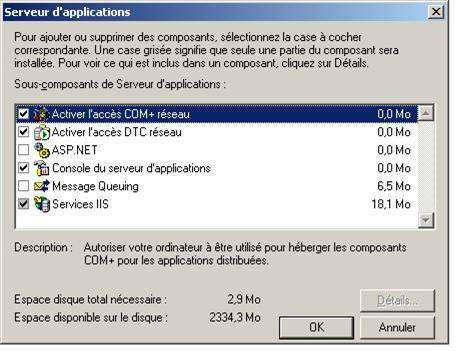 Serveur d'applications
Pour ajouter ou supprimer des composants, sélectionnez la case à cocher
correspondante. Une case grisée signifie que seule une partie du composant sera
installée. Pour voir ce qui est inclus dans un composant, cliquez sur Détails.
Sous-composants de Serveur d'applications :
Activer l'accès COM+ réseau 0,0 Mo
Activer l'accès DTC réseau 0,0 Mo
ASP.NET 0,0 Mo
Console du serveur d'applications 0,0 Mo
Message Queuing 6,5 Mo
Services IIS 18,1 Mo
Description : Autoriser votre ordinateur à être utilisé pour héberger les composants
COM+ pour les applications distribuées.
Espace disque total nécessaire : 2,9 Mo
Détails...
Espace disponible sur le disque : 2334,3 Mo
OK Annuler